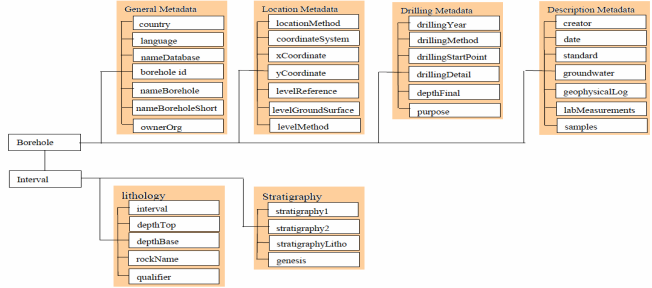 General Metadata
country
language
nameDatabase
borehole id
nameBorehole
nameBoreholeShort
ownerOrg
Location Metadata
locationMethod
coordinateSystem
xCoordinate
yCoordinate
levelReference
levelGroundSurface
levelMethod
Drilling Metadata
drillingYear
drillingMethod
drillingStartPoint
drillingDetail
depthFinal
purpose
Description Metadata
creator
date
standard
groundwater
geophysicalLog
labMeasurements
samples
Borehole
Interval
lithology
interval
depthTop
depthBase
rockName
qualifier
Stratigraphy
stratigraphy1
stratigraphy2
stratigraphyLitho
genesis